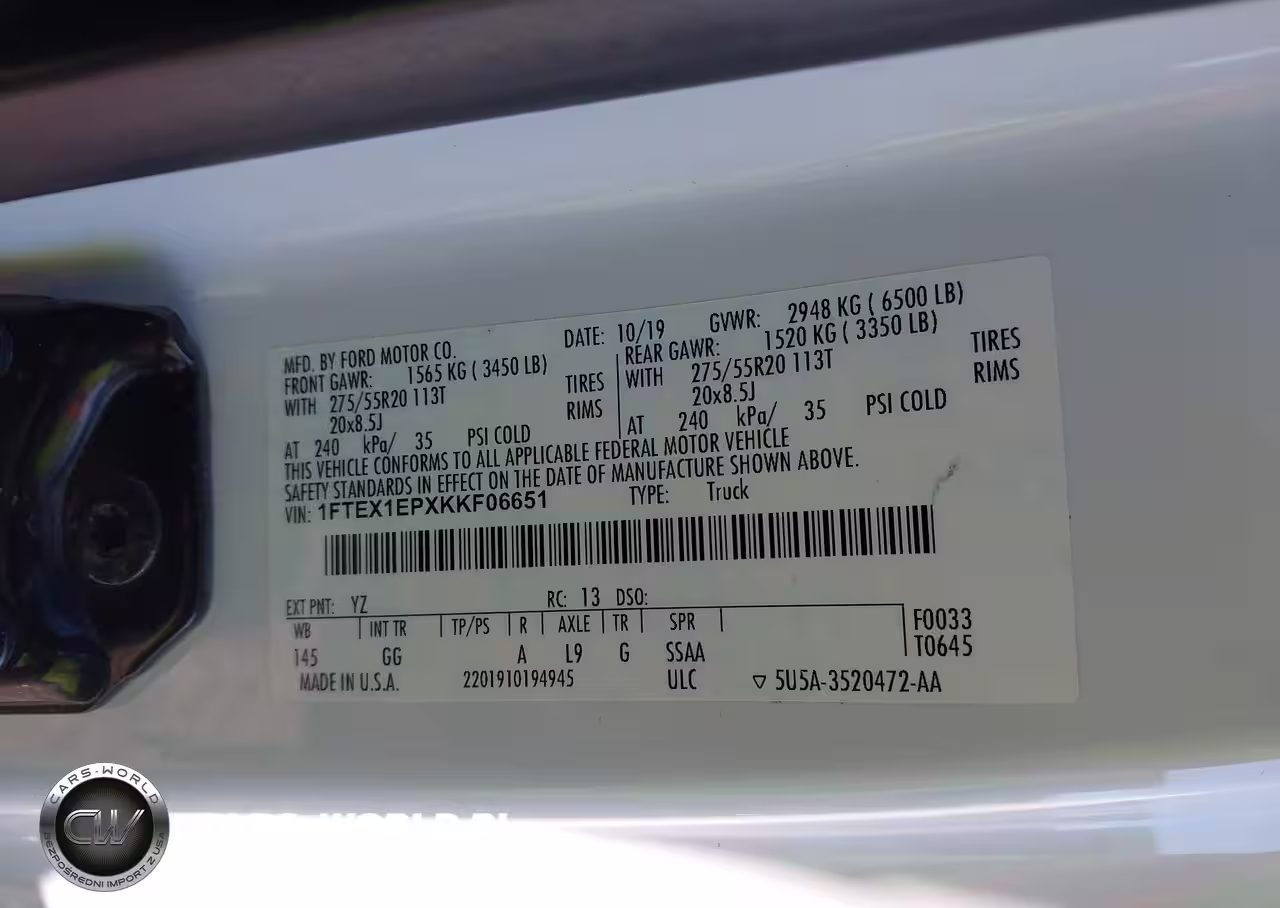 MFD. BY FORD MOTOR CO. DATE: 10/19 GVWR: 2948 KG ( 6500 LB)
FRONT GAWR: 1565 KG ( 3450 LB) REAR GAWR: 1520 KG ( 3350 LB)
WITH 275/55R20 113T TIRES WITH 275/55R20 113T TIRES
20x8.5J RIMS 20x8.5J RIMS
AT 240 kPa/ 35 PSI COLD AT 240 kPa/ 35 PSI COLD
THIS VEHICLE CONFORMS TO ALL APPLICABLE FEDERAL MOTOR VEHICLE
SAFETY STANDARDS IN EFFECT ON THE DATE OF MANUFACTURE SHOWN ABOVE.
VIN: 1FTEX1EPXKKF06651 TYPE: Truck
EXT PNT: YZ RC: 13 DSO:
WB INT TR TP/PS R AXLE TR SPR F0033
145 GG A L9 G SSAA T0645
MADE IN U.S.A. 2201910194945 ULC ▽ 5U5A-3520472-AA
CARS-WORLD
CW
BEZPOŚREDNI IMPORT Z USA